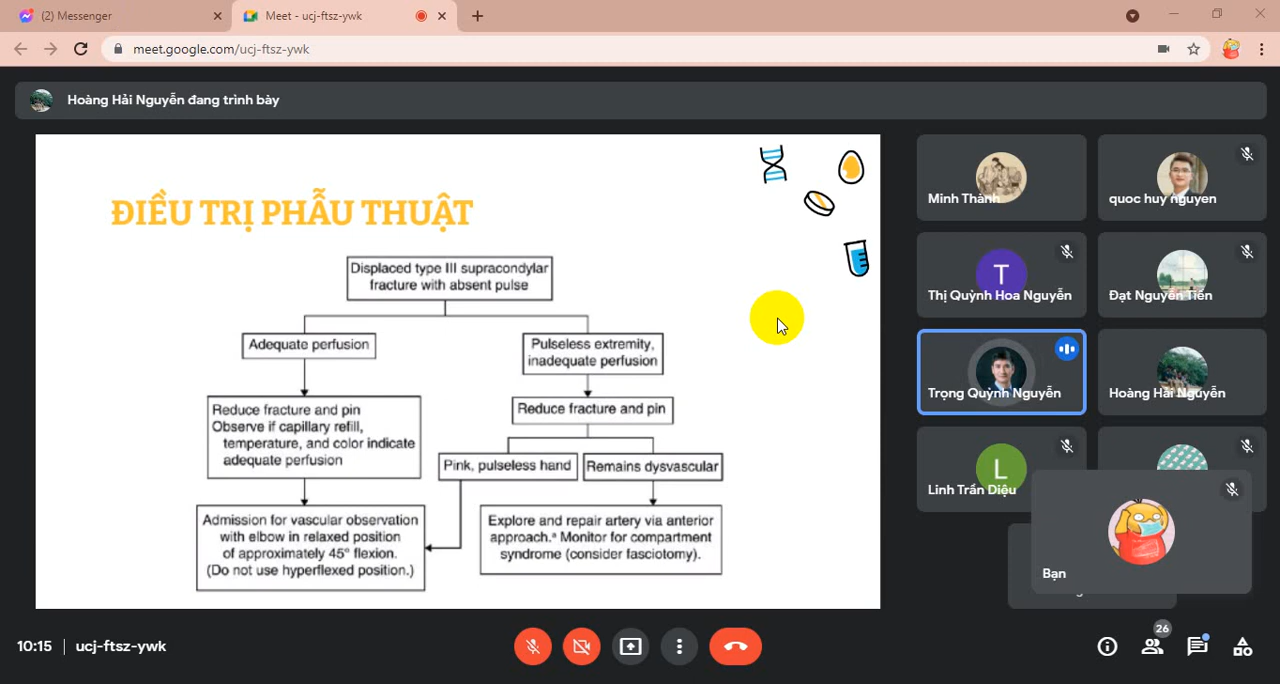 (2) Messenger
Meet - ucj-ftsz-ywk
meet.google.com/ucj-ftsz-ywk
Hoàng Hải Nguyễn đang trình bày
ĐIỀU TRỊ PHẪU THUẬT
Displaced type III supracondylar
fracture with absent pulse
Adequate perfusion
Pulseless extremity,
inadequate perfusion
Reduce fracture and pin
Observe if capillary refill,
temperature, and color indicate
adequate perfusion
Reduce fracture and pin
Pink, pulseless hand
Remains dysvascular
Admission for vascular observation
with elbow in relaxed position
of approximately 45° flexion.
(Do not use hyperflexed position.)
Explore and repair artery via anterior
approach.ᵃ Monitor for compartment
syndrome (consider fasciotomy).
Minh Thành
quoc huy nguyen
T
Thị Quỳnh Hoa Nguyễn
Đạt Nguyễn Tiến
Trọng Quỳnh Nguyễn
Hoàng Hải Nguyễn
L
Linh Trần Diệu
Bạn
10:15
ucj-ftsz-ywk
26